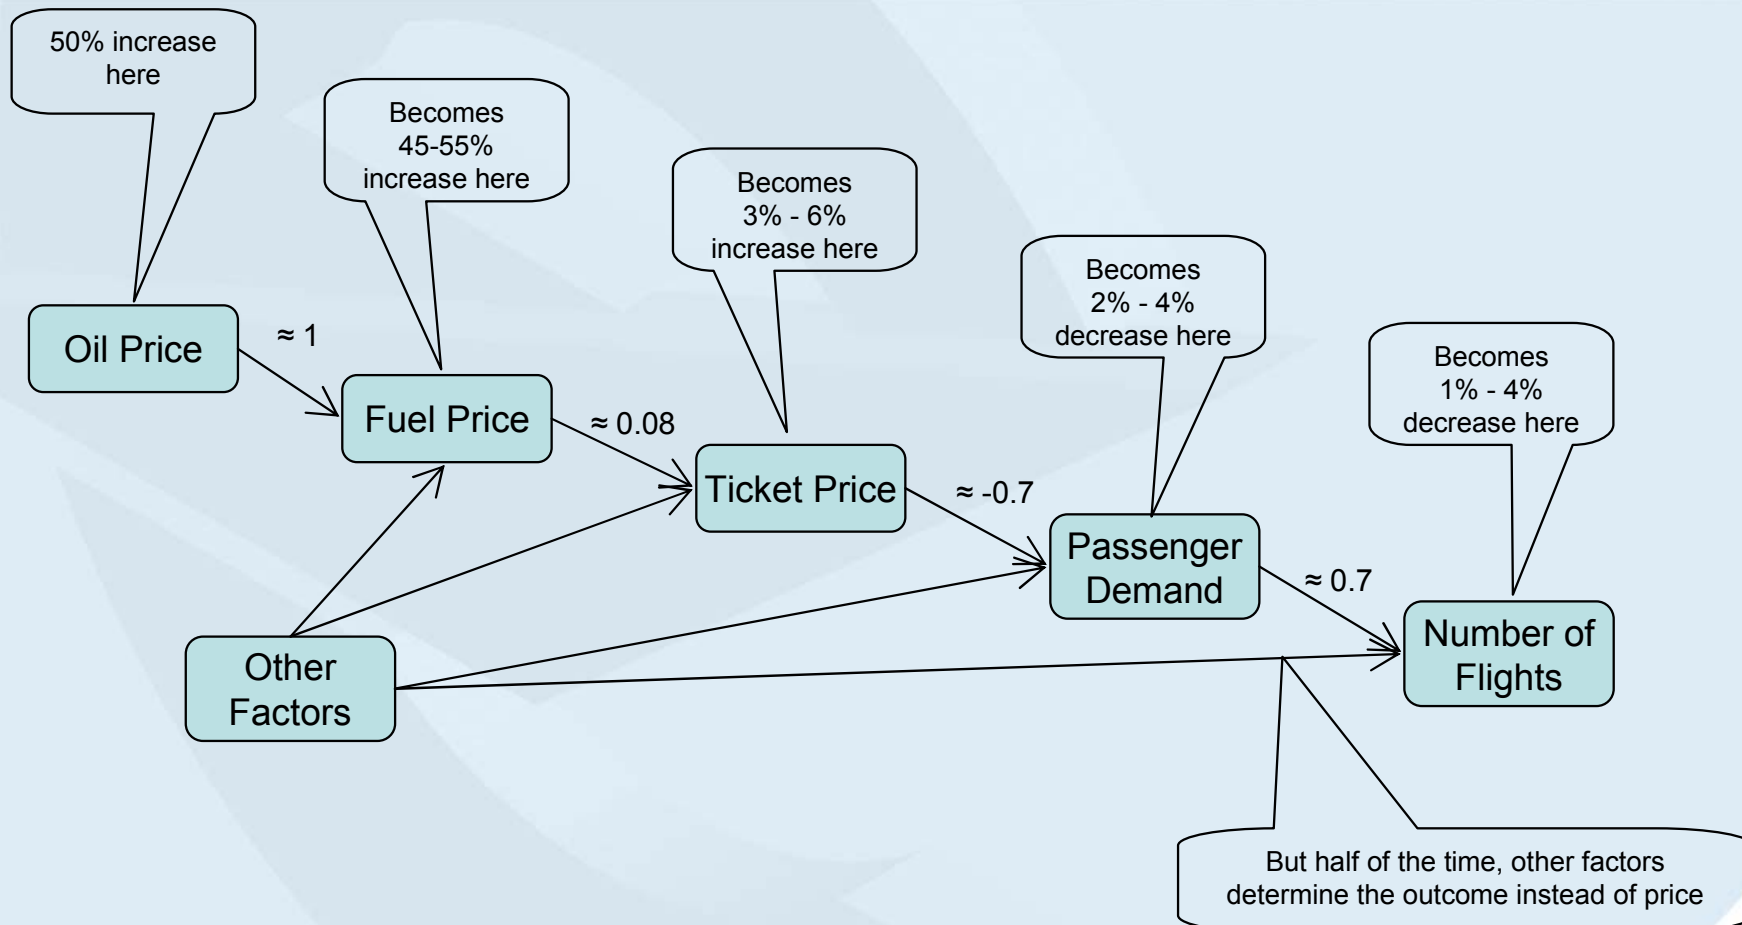 50% increase
here
Becomes
45-55%
increase here
Becomes
3% - 6%
increase here
Becomes
2% - 4%
decrease here
Becomes
1% - 4%
decrease here
Oil Price
≈ 1
Fuel Price
≈ 0.08
Ticket Price
≈ -0.7
Passenger
Demand
≈ 0.7
Number of
Flights
Other
Factors
But half of the time, other factors
determine the outcome instead of price